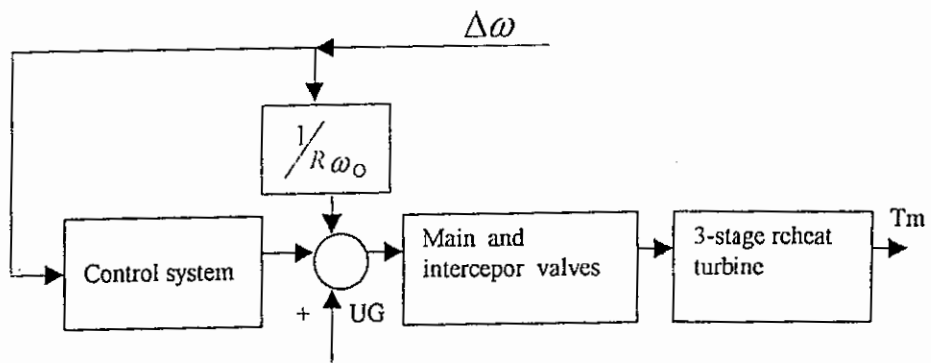 Δω
1/Rω₀
Control system
+ UG
Main and
intercepor valves
3-stage rcheat
turbine
Tm